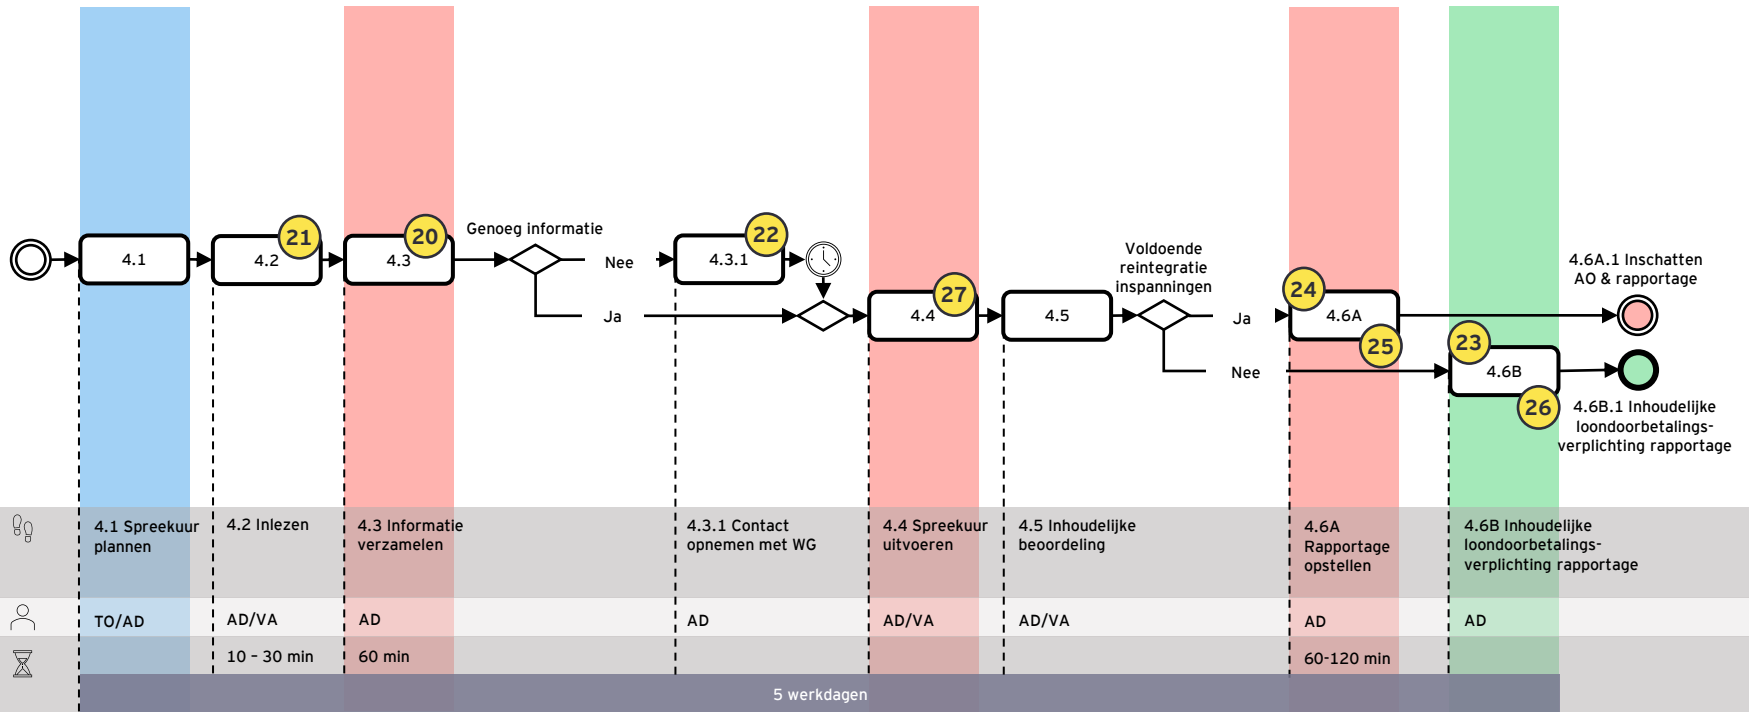 Genoeg informatie
4.1
4.2
21
4.3
20
Nee
Ja
4.3.1
22
4.4
27
4.5
Voldoende
reintegratie
inspanningen
Ja
Nee
24
4.6A
25
23
4.6B
26
4.6A.1 Inschatten
AO & rapportage
4.6B.1 Inhoudelijke
loondoorbetalings-
verplichting rapportage
4.1 Spreekuur
plannen
4.2 Inlezen
4.3 Informatie
verzamelen
4.3.1 Contact
opnemen met WG
4.4 Spreekuur
uitvoeren
4.5 Inhoudelijke
beoordeling
4.6A
Rapportage
opstellen
4.6B Inhoudelijke
loondoorbetalings-
verplichting rapportage
TO/AD
AD/VA
AD
AD
AD/VA
AD/VA
AD
AD
10 – 30 min
60 min
60-120 min
5 werkdagen